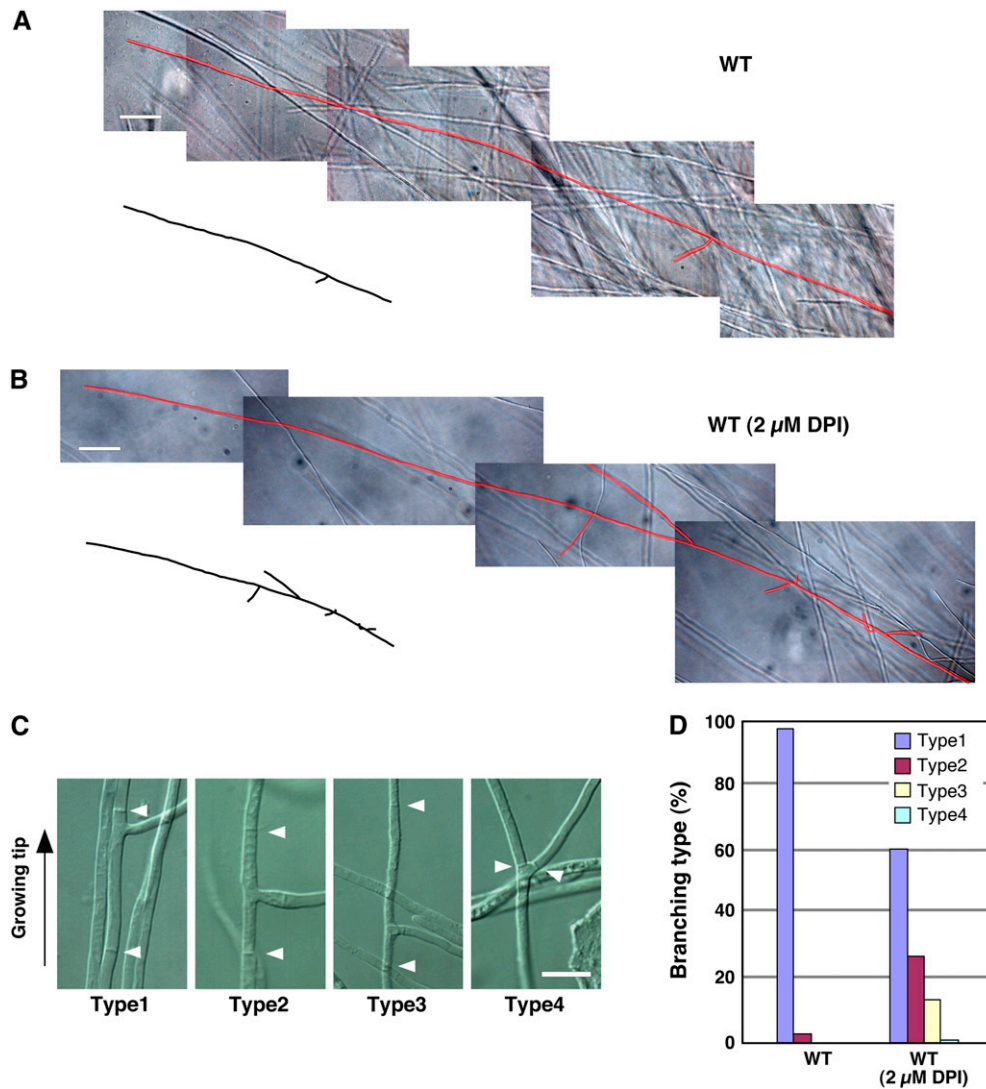 A
WT
B
WT (2 µM DPI)
C
Growing tip
Type1
Type2
Type3
Type4
D
Branching type (%)
100
80
60
40
20
0
Type1
Type2
Type3
Type4
WT
WT
(2 µM DPI)